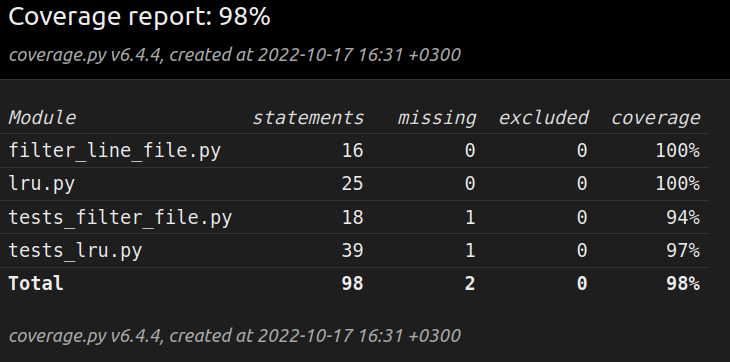 Coverage report: 98%
coverage.py v6.4.4, created at 2022-10-17 16:31 +0300
Module statements missing excluded coverage
filter_line_file.py 16 0 0 100%
lru.py 25 0 0 100%
tests_filter_file.py 18 1 0 94%
tests_lru.py 39 1 0 97%
Total 98 2 0 98%
coverage.py v6.4.4, created at 2022-10-17 16:31 +0300